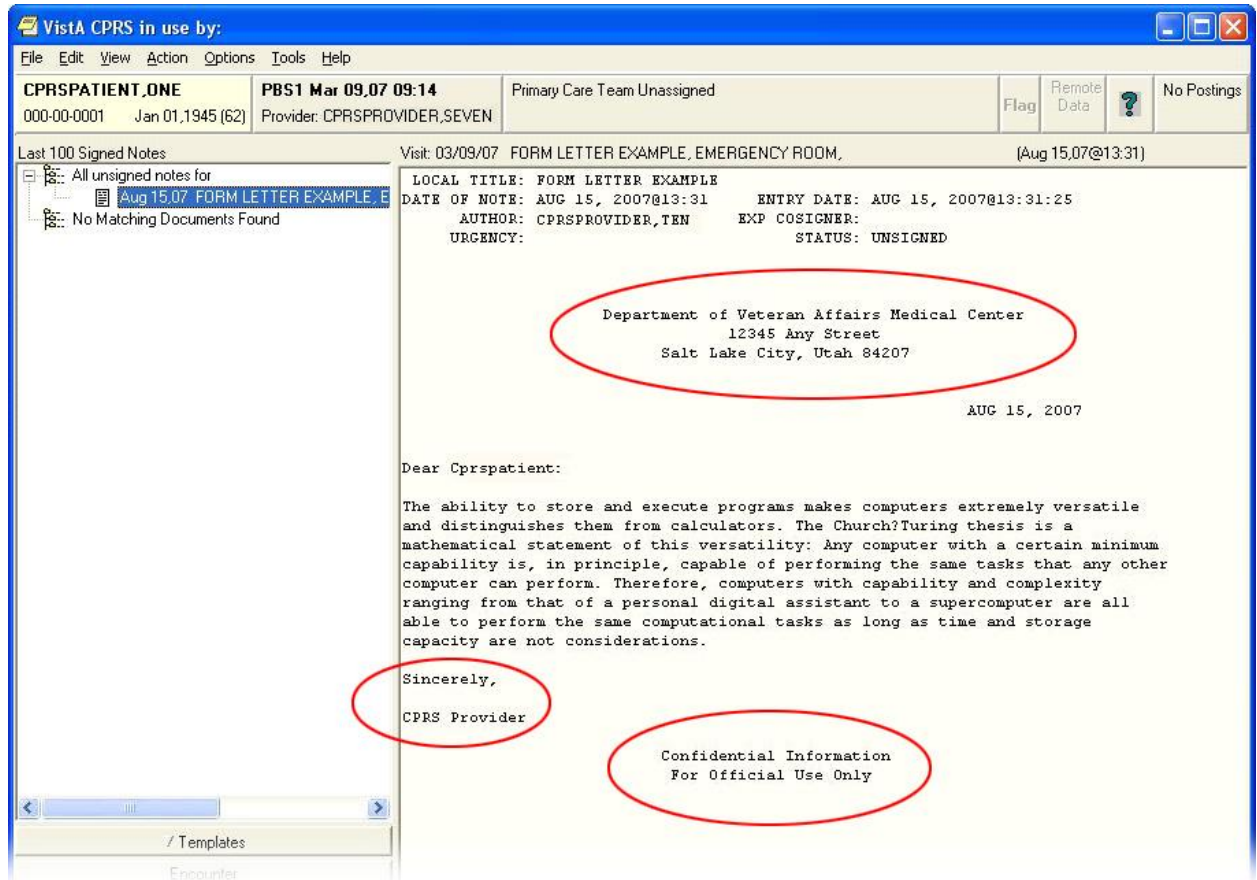 VistA CPRS in use by:
File Edit View Action Options Tools Help
CPRSPATIENT,ONE
000-00-0001 Jan 01,1945 (62)
PBS1 Mar 09,07 09:14
Provider: CPRSPROVIDER,SEVEN
Primary Care Team Unassigned
Flag
Remote
Data
?
No Postings
Last 100 Signed Notes
All unsigned notes for
Aug 15,07 FORM LETTER EXAMPLE, E
No Matching Documents Found
/ Templates
Encounter
Visit: 03/09/07 FORM LETTER EXAMPLE, EMERGENCY ROOM, (Aug 15,07@13:31)
LOCAL TITLE: FORM LETTER EXAMPLE
DATE OF NOTE: AUG 15, 2007@13:31 ENTRY DATE: AUG 15, 2007@13:31:25
AUTHOR: CPRSPROVIDER,TEN EXP COSIGNER:
URGENCY: STATUS: UNSIGNED
Department of Veteran Affairs Medical Center
12345 Any Street
Salt Lake City, Utah 84207
AUG 15, 2007
Dear Cprspatient:
The ability to store and execute programs makes computers extremely versatile
and distinguishes them from calculators. The Church?Turing thesis is a
mathematical statement of this versatility: Any computer with a certain minimum
capability is, in principle, capable of performing the same tasks that any other
computer can perform. Therefore, computers with capability and complexity
ranging from that of a personal digital assistant to a supercomputer are all
able to perform the same computational tasks as long as time and storage
capacity are not considerations.
Sincerely,
CPRS Provider
Confidential Information
For Official Use Only